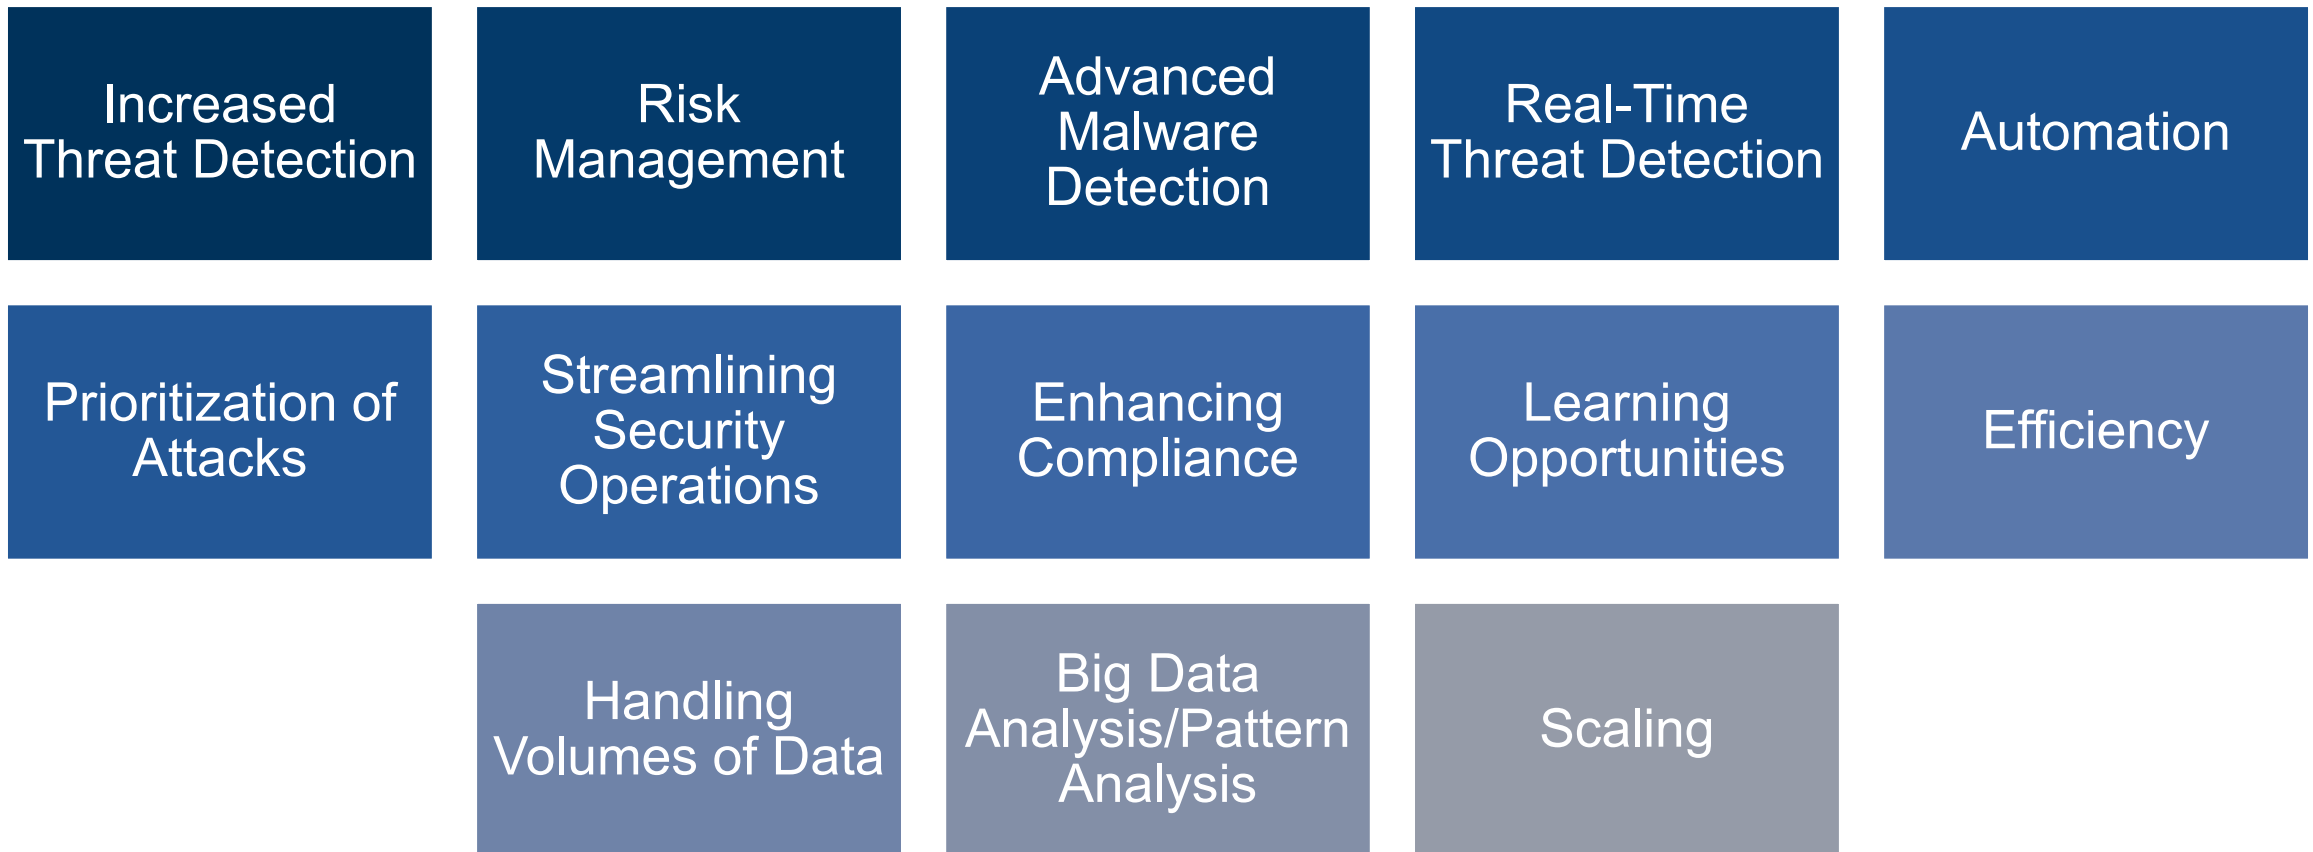 Increased
Threat Detection
Risk
Management
Advanced
Malware
Detection
Real-Time
Threat Detection
Automation
Prioritization of
Attacks
Streamlining
Security
Operations
Enhancing
Compliance
Learning
Opportunities
Efficiency
Handling
Volumes of Data
Big Data
Analysis/Pattern
Analysis
Scaling